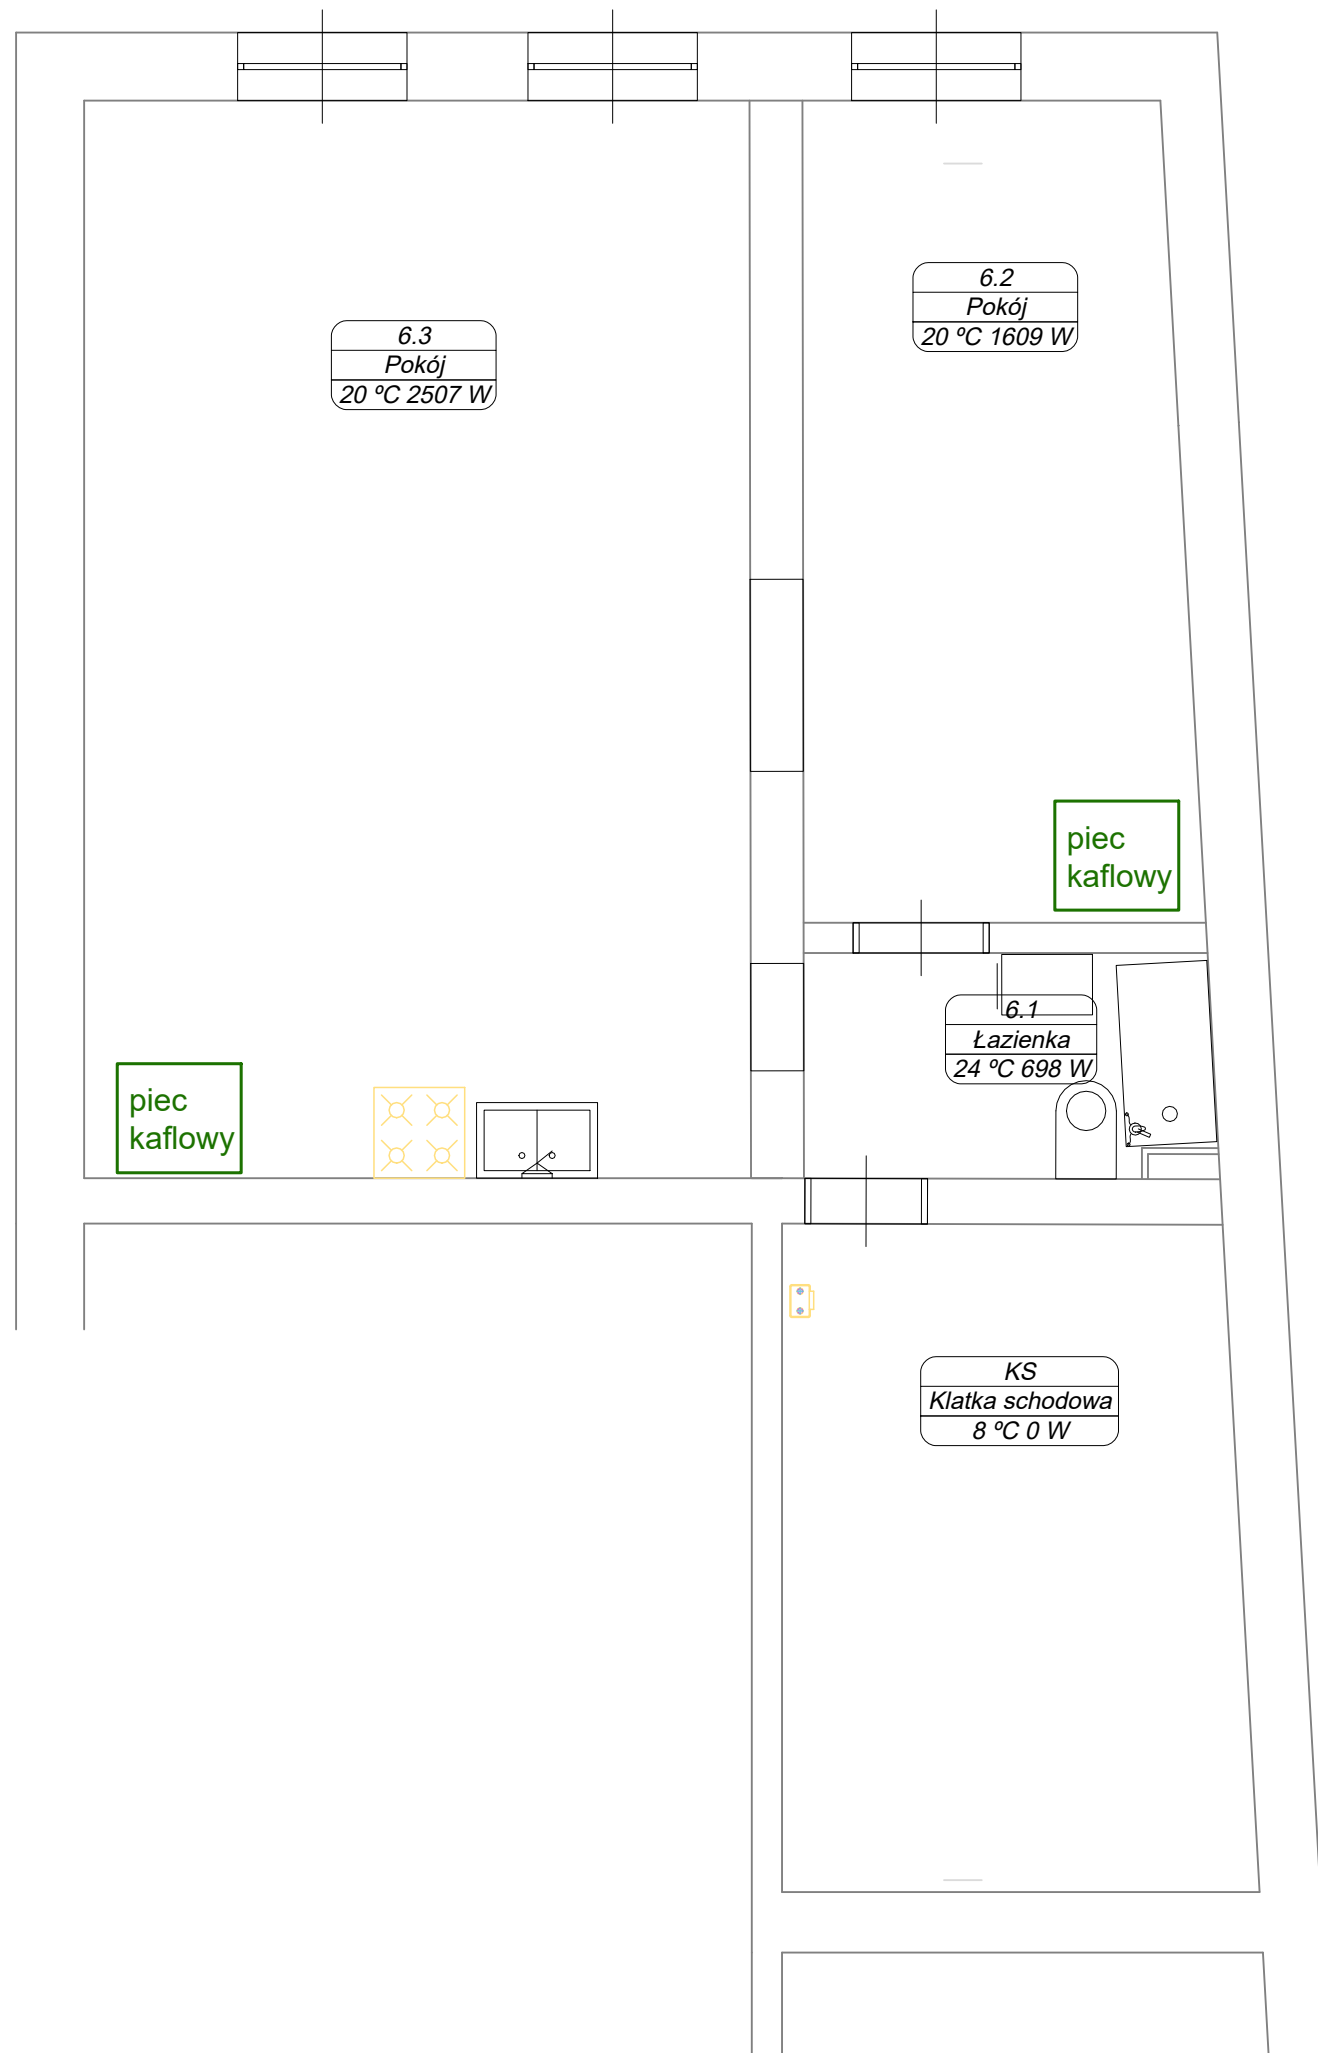 6.2
Pokój
20 ºC 1609 W
6.3
Pokój
20 ºC 2507 W
piec
kaflowy
6.1
Łazienka
24 ºC 698 W
piec
kaflowy
KS
Klatka schodowa
8 ºC 0 W